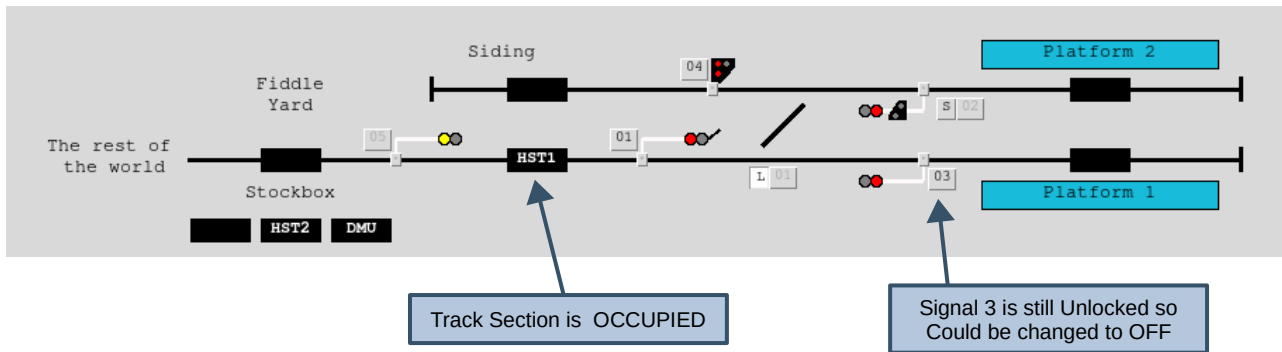 Siding
Platform 2
04
Fiddle
Yard
S 02
The rest of
the world
05
01
HST1
L 01
03
Stockbox
Platform 1
HST2 DMU
Track Section is OCCUPIED
Signal 3 is still Unlocked so
Could be changed to OFF